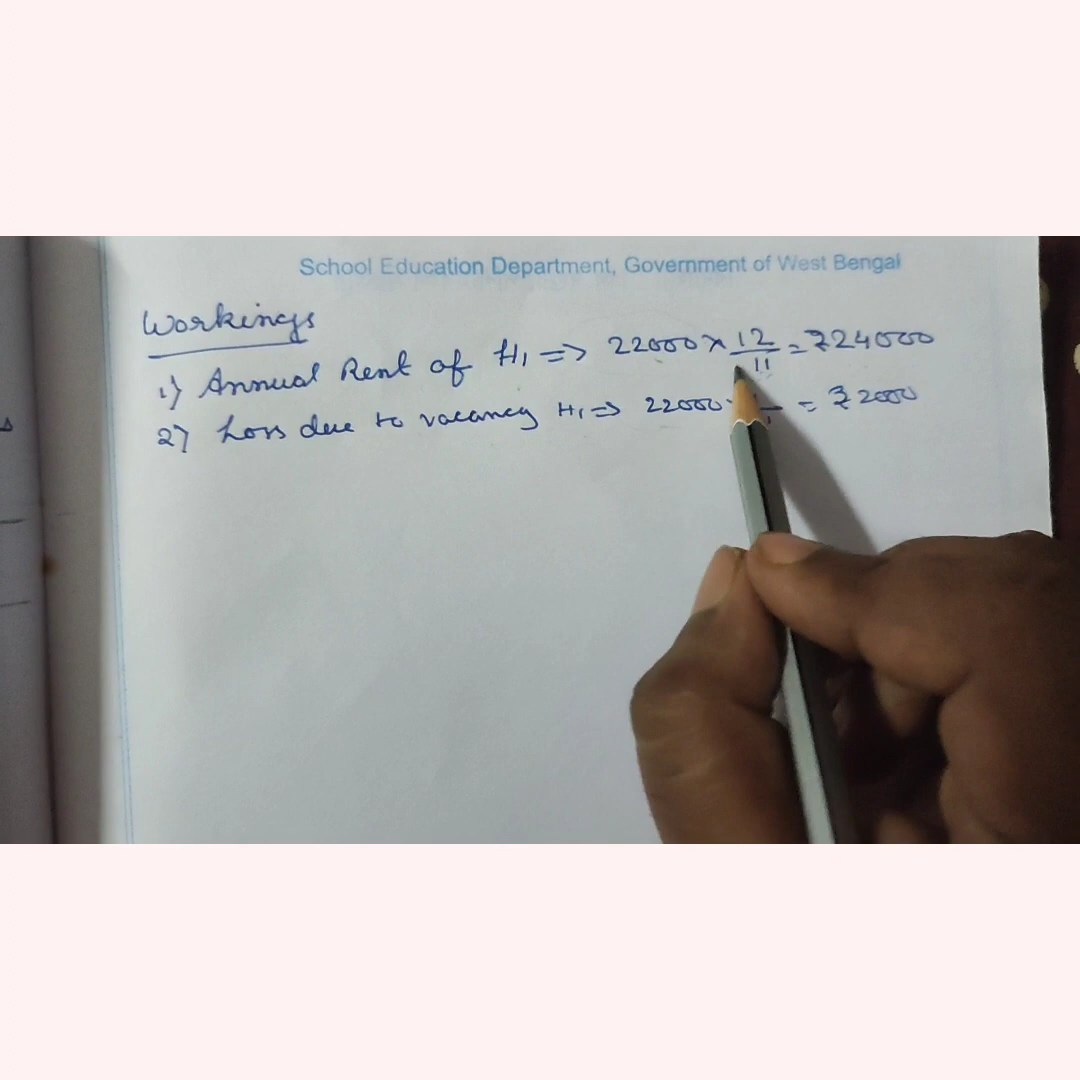 School Education Department, Government of West Bengal
Workings
1) Annual Rent of H1 => 22000 × 12/11 = ₹24000
2) Loss due to vacancy H1 => 22000 = ₹2000